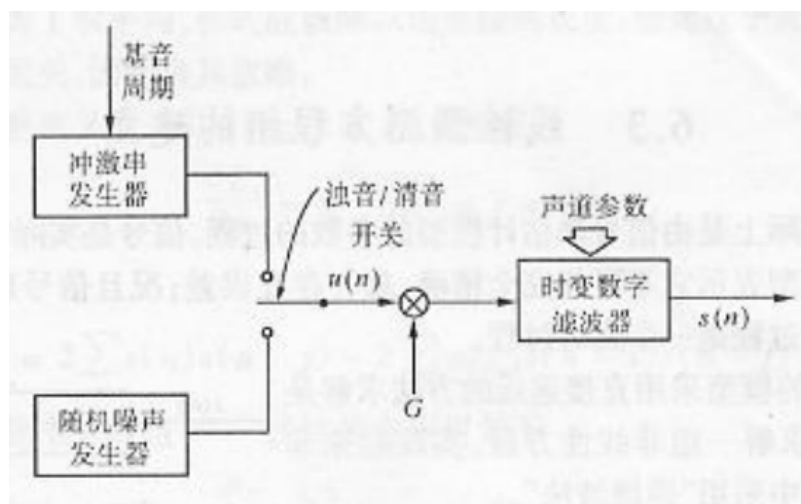 基音
周期
冲激串
发生器
浊音/清音
开关
声道参数
u(n)
时变数字
滤波器
s(n)
G
随机噪声
发生器